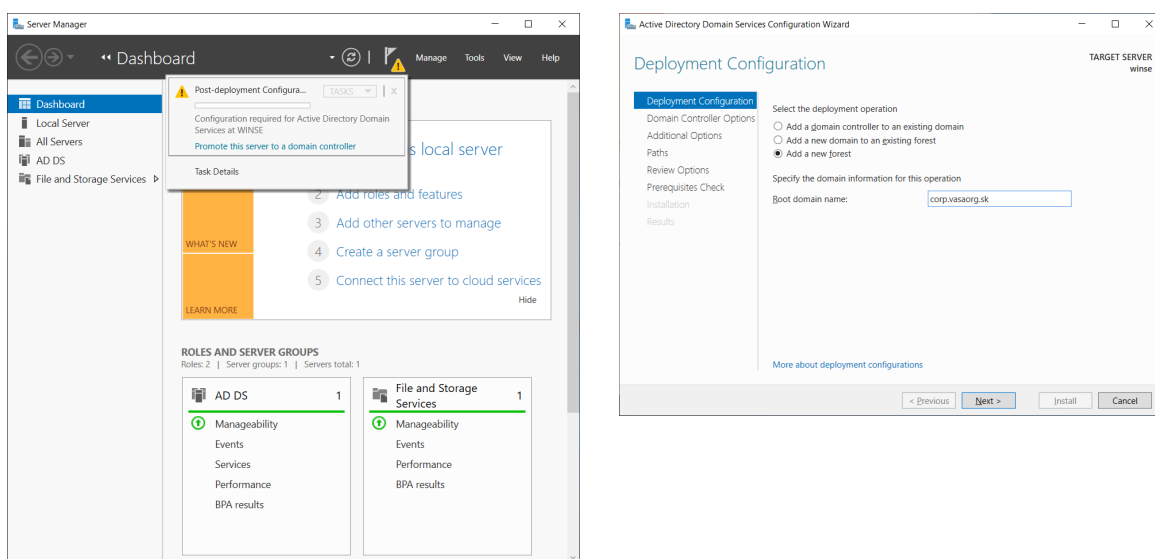 Server Manager
Dashboard
Manage Tools View Help
Post-deployment Configura...
TASKS
x
Configuration required for Active Directory Domain
Services at WINSE
Promote this server to a domain controller
Task Details
Dashboard
Local Server
All Servers
AD DS
File and Storage Services
s local server
2 Add roles and features
3 Add other servers to manage
4 Create a server group
5 Connect this server to cloud services
WHAT'S NEW
LEARN MORE
Hide
ROLES AND SERVER GROUPS
Roles: 2 | Server groups: 1 | Servers total: 1
AD DS 1
Manageability
Events
Services
Performance
BPA results
File and Storage
Services
1
Manageability
Events
Performance
BPA results
Active Directory Domain Services Configuration Wizard
Deployment Configuration
TARGET SERVER
winse
Deployment Configuration
Domain Controller Options
Additional Options
Paths
Review Options
Prerequisites Check
Installation
Results
Select the deployment operation
Add a domain controller to an existing domain
Add a new domain to an existing forest
Add a new forest
Specify the domain information for this operation
Root domain name: corp.vasaorg.sk
More about deployment configurations
< Previous
Next >
Install
Cancel